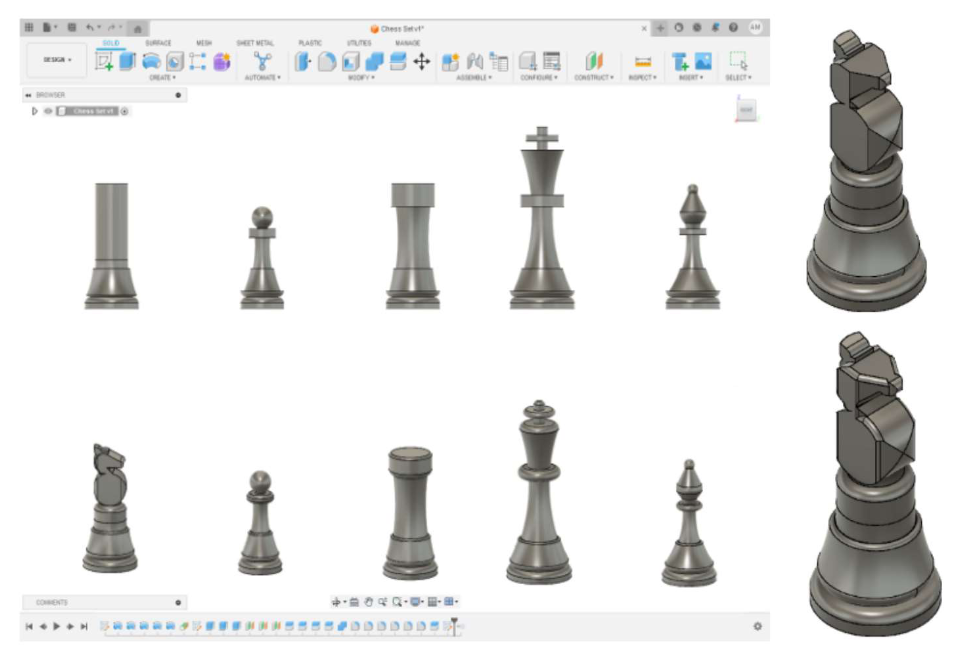 Chess Set v1*
AM
SOLID SURFACE MESH SHEET METAL PLASTIC UTILITIES MANAGE
DESIGN
CREATE AUTOMATE MODIFY ASSEMBLE CONFIGURE CONSTRUCT INSPECT INSERT SELECT
BROWSER
Chess Set v1
COMMENTS